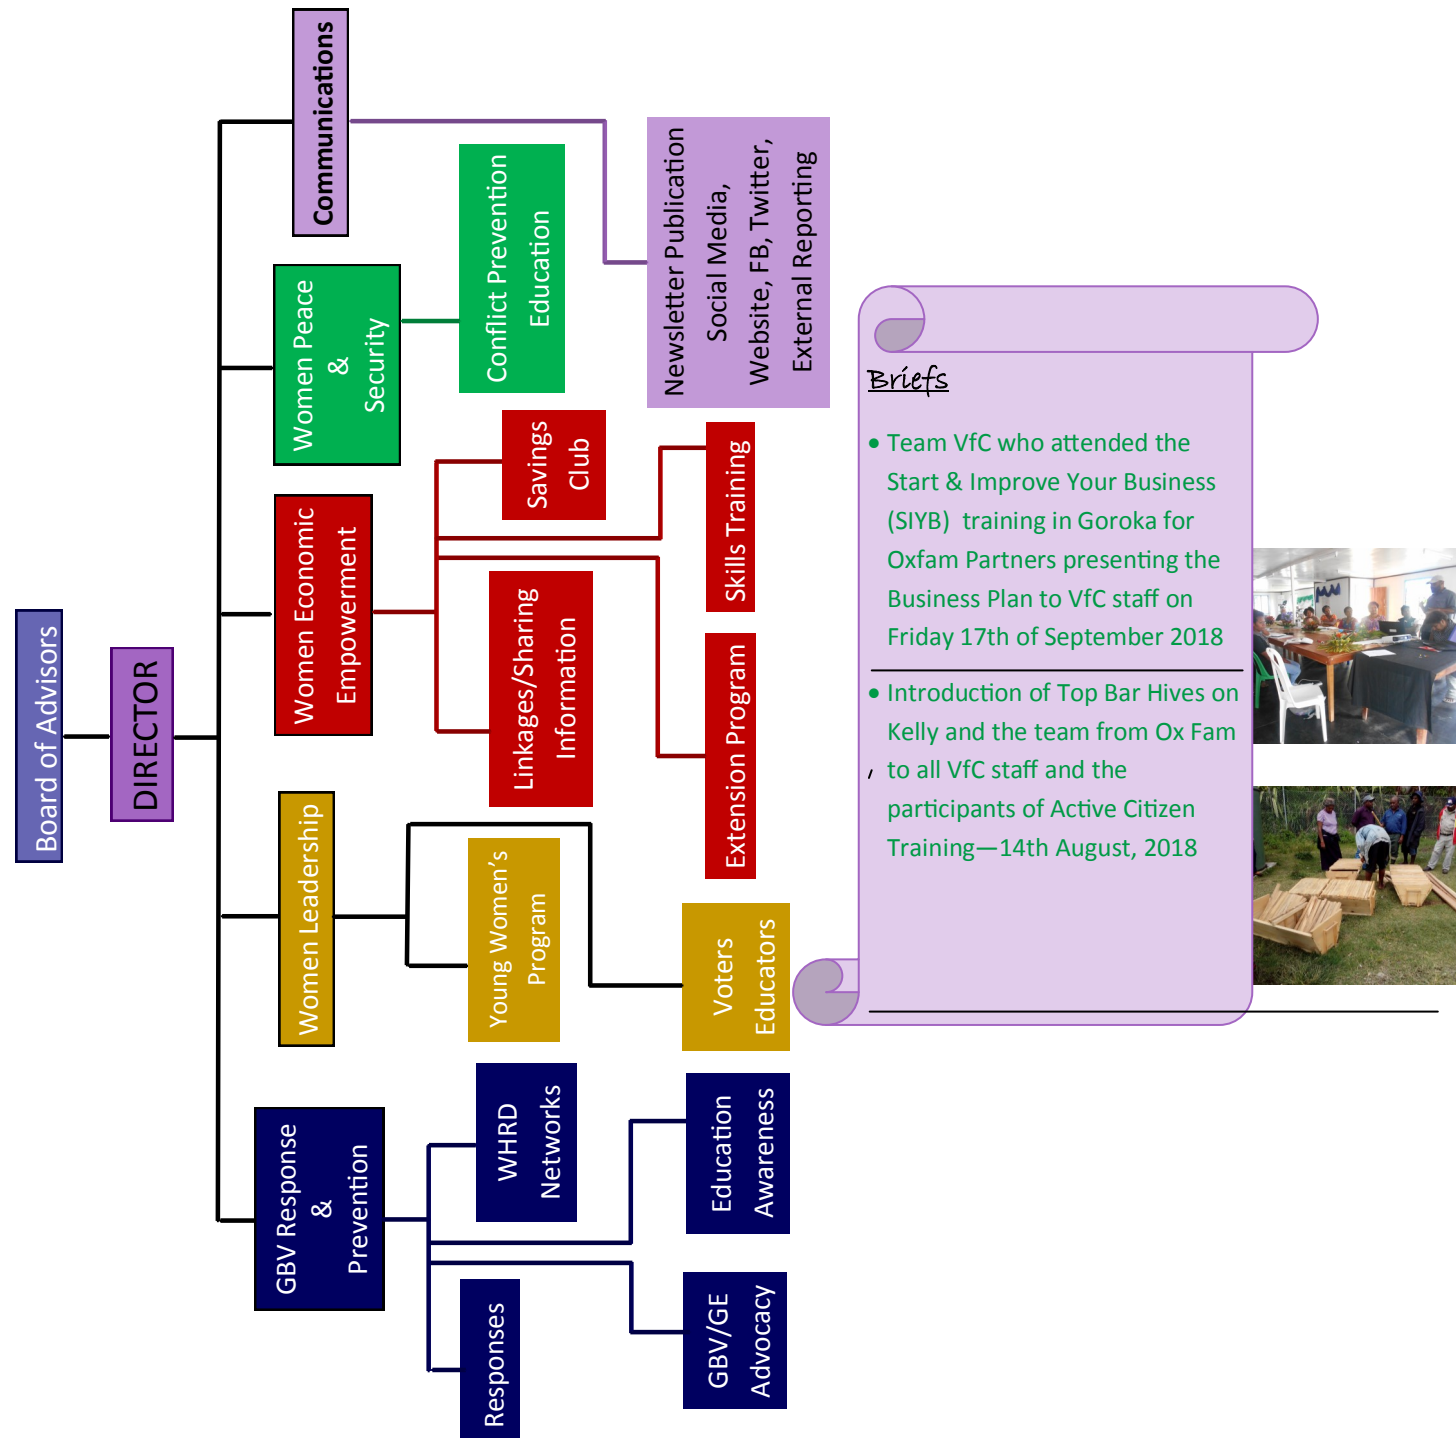 Board of Advisors
DIRECTOR
GBV Response
&
Prevention
Women Leadership
Women Economic
Empowerment
Women Peace
&
Security
Communications
Responses
WHRD
Networks
GBV/GE
Advocacy
Education
Awareness
Young Women’s
Program
Voters
Educators
Linkages/Sharing
Information
Savings
Club
Extension Program
Skills Training
Conflict Prevention
Education
Newsletter Publication
Social Media,
Website, FB, Twitter,
External Reporting
Briefs
• Team VfC who attended the
Start & Improve Your Business
(SIYB) training in Goroka for
Oxfam Partners presenting the
Business Plan to VfC staff on
Friday 17th of September 2018
• Introduction of Top Bar Hives on
Kelly and the team from Ox Fam
, to all VfC staff and the
participants of Active Citizen
Training—14th August, 2018